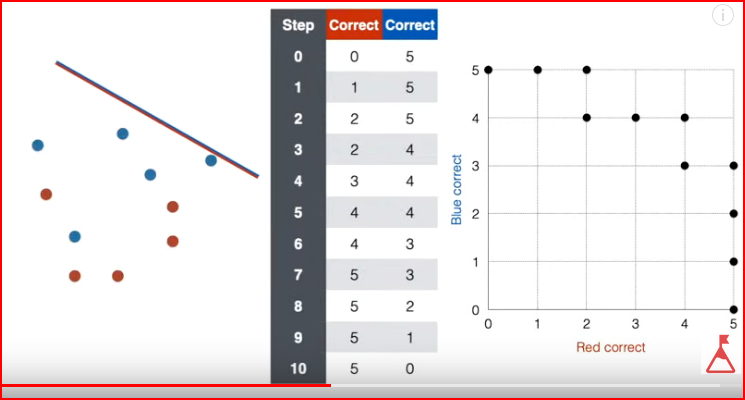 Step Correct Correct
0 0 5
1 1 5
2 2 5
3 2 4
4 3 4
5 4 4
6 4 3
7 5 3
8 5 2
9 5 1
10 5 0
i
Blue correct
5
4
3
2
1
0
0 1 2 3 4 5
Red correct